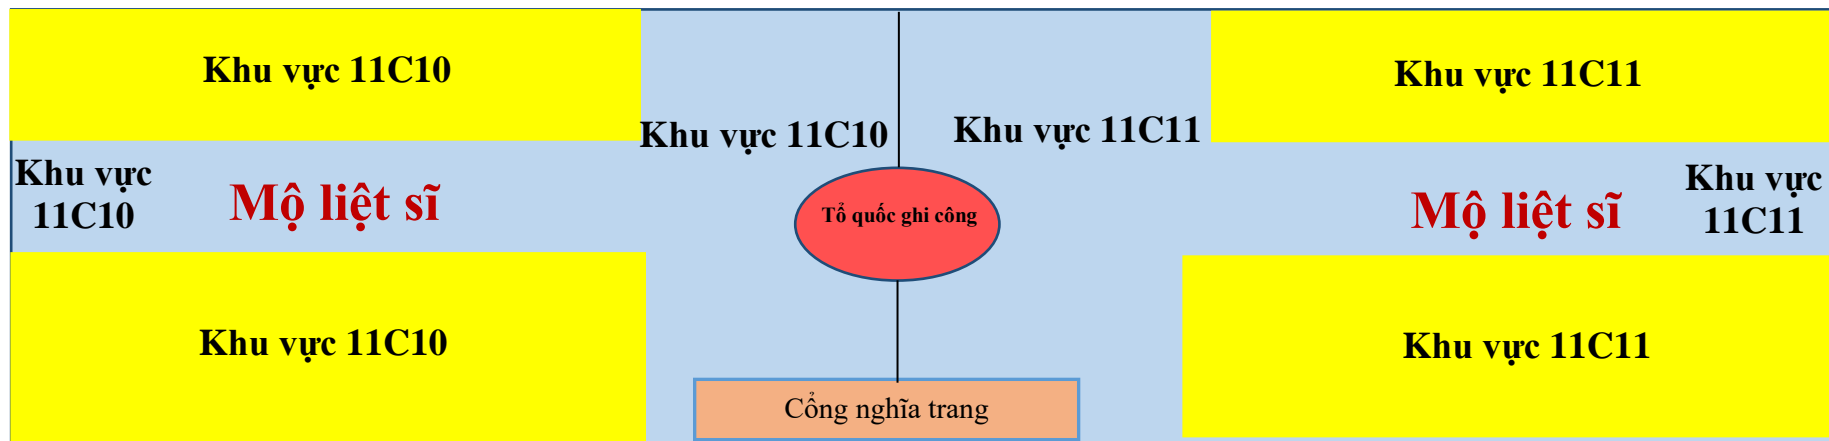 Khu vực 11C10
Khu vực 11C11
Khu vực 11C10
Khu vực 11C11
Khu vực
11C10
Mộ liệt sĩ
Tổ quốc ghi công
Mộ liệt sĩ
Khu vực
11C11
Khu vực 11C10
Khu vực 11C11
Cổng nghĩa trang